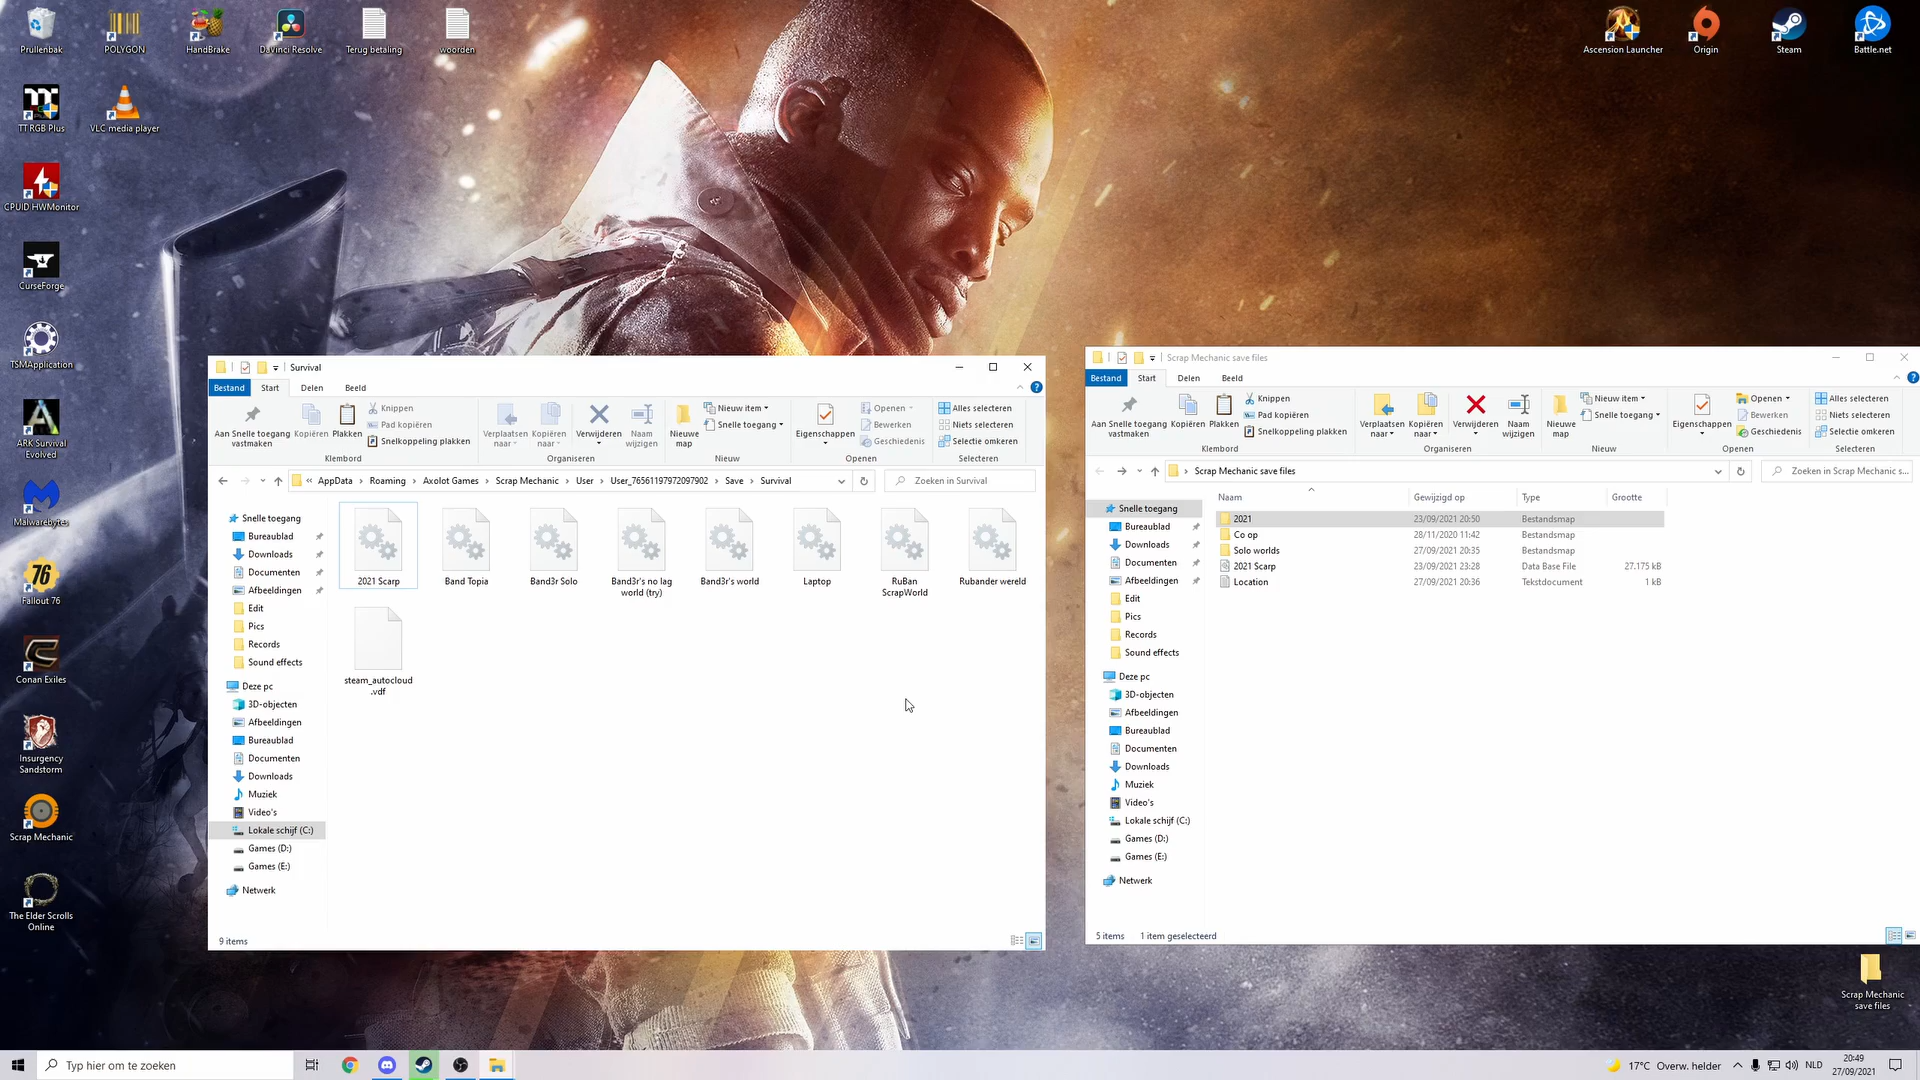 Prullenbak
POLYGON
HandBrake
DaVinci Resolve
Terug betaling
woorden
Ascension Launcher
Origin
Steam
Battle.net
TT RGB Plus
VLC media player
CPUID HWMonitor
CurseForge
TSMApplication
ARK Survival
Evolved
Malwarebytes
Fallout 76
Conan Exiles
Insurgency
Sandstorm
Scrap Mechanic
The Elder Scrolls
Online
Survival
Bestand
Start
Delen
Beeld
Aan Snelle toegang
vastmaken
Kopiëren
Plakken
Knippen
Pad kopiëren
Snelkoppeling plakken
Klembord
Verplaatsen
naar
Kopiëren
naar
Verwijderen
Naam
wijzigen
Organiseren
Nieuwe
map
Nieuw item
Snelle toegang
Nieuw
Eigenschappen
Openen
Bewerken
Geschiedenis
Openen
Alles selecteren
Niets selecteren
Selectie omkeren
Selecteren
« AppData > Roaming > Axolot Games > Scrap Mechanic > User > User_76561197972097902 > Save > Survival
Zoeken in Survival
Snelle toegang
Bureaublad
Downloads
Documenten
Afbeeldingen
Edit
Pics
Records
Sound effects
Deze pc
3D-objecten
Afbeeldingen
Bureaublad
Documenten
Downloads
Muziek
Video's
Lokale schijf (C:)
Games (D:)
Games (E:)
Netwerk
2021 Scarp
Band Topia
Band3r Solo
Band3r's no lag
world (try)
Band3r's world
Laptop
RuBan
ScrapWorld
Rubander wereld
steam_autocloud
.vdf
9 items
Scrap Mechanic save files
Bestand
Start
Delen
Beeld
Aan Snelle toegang
vastmaken
Kopiëren
Plakken
Knippen
Pad kopiëren
Snelkoppeling plakken
Klembord
Verplaatsen
naar
Kopiëren
naar
Verwijderen
Naam
wijzigen
Organiseren
Nieuwe
map
Nieuw item
Snelle toegang
Nieuw
Eigenschappen
Openen
Bewerken
Geschiedenis
Openen
Alles selecteren
Niets selecteren
Selectie omkeren
Selecteren
> Scrap Mechanic save files
Zoeken in Scrap Mechanic s...
Snelle toegang
Bureaublad
Downloads
Documenten
Afbeeldingen
Edit
Pics
Records
Sound effects
Deze pc
3D-objecten
Afbeeldingen
Bureaublad
Documenten
Downloads
Muziek
Video's
Lokale schijf (C:)
Games (D:)
Games (E:)
Netwerk
Naam Gewijzigd op Type Grootte
2021 23/09/2021 20:50 Bestandsmap
Co op 28/11/2020 11:42 Bestandsmap
Solo worlds 27/09/2021 20:35 Bestandsmap
2021 Scarp 23/09/2021 23:28 Data Base File 27.175 kB
Location 27/09/2021 20:36 Tekstdocument 1 kB
5 items 1 item geselecteerd
Scrap Mechanic
save files
Typ hier om te zoeken
17°C Overw. helder
NLD
20:49
27/09/2021